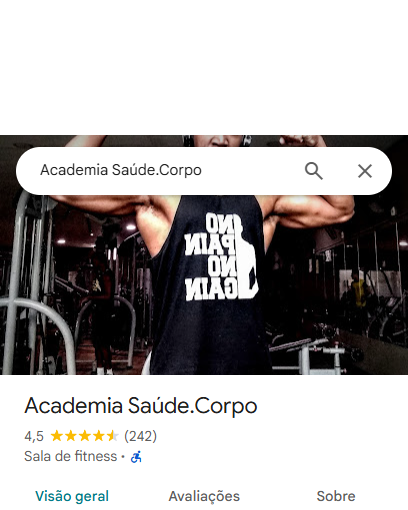 Academia Saúde.Corpo
NO
PAIN
NO
GAIN
Academia Saúde.Corpo
4,5 (242)
Sala de fitness ·
Visão geral Avaliações Sobre